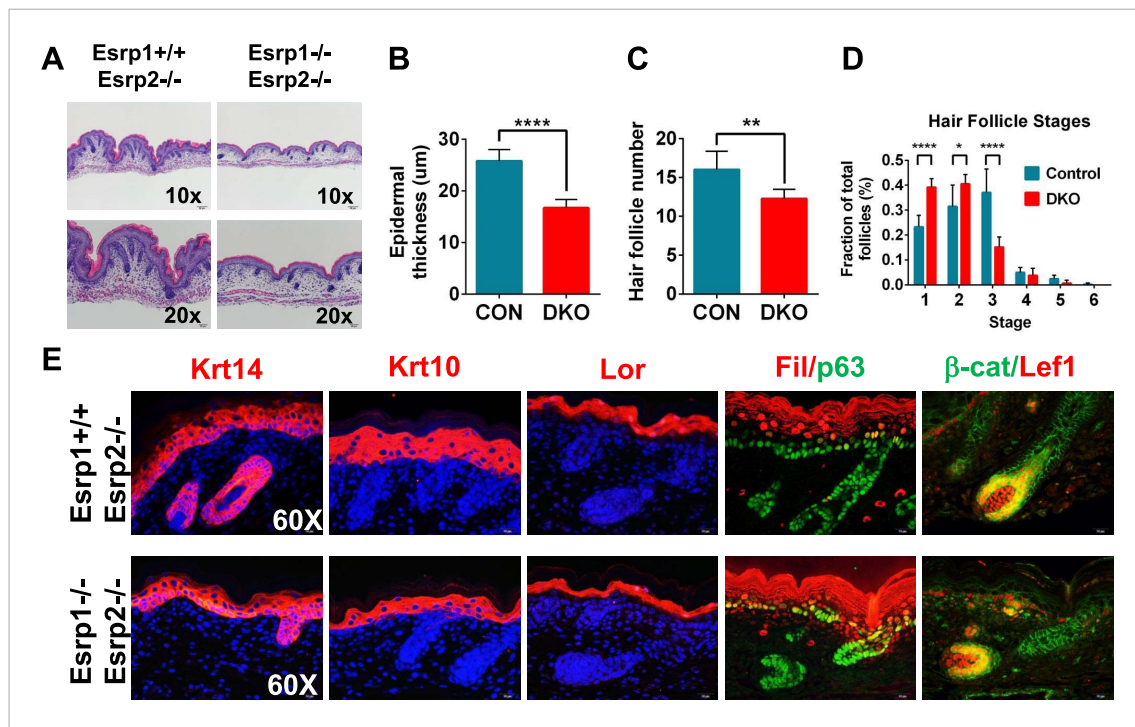 A
Esrp1+/+
Esrp2-/-
Esrp1-/-
Esrp2-/-
10x
10x
20x
20x
B
****
Epidermal
thickness (um)
30
20
10
0
CON DKO
C
**
Hair follicle number
20
15
10
5
0
CON DKO
D
Hair Follicle Stages
**** * ****
Control
DKO
Fraction of total
follicles (%)
0.5
0.4
0.3
0.2
0.1
0.0
1 2 3 4 5 6
Stage
E
Krt14 Krt10 Lor Fil/p63 β-cat/Lef1
Esrp1+/+
Esrp2-/-
60X
Esrp1-/-
Esrp2-/-
60X